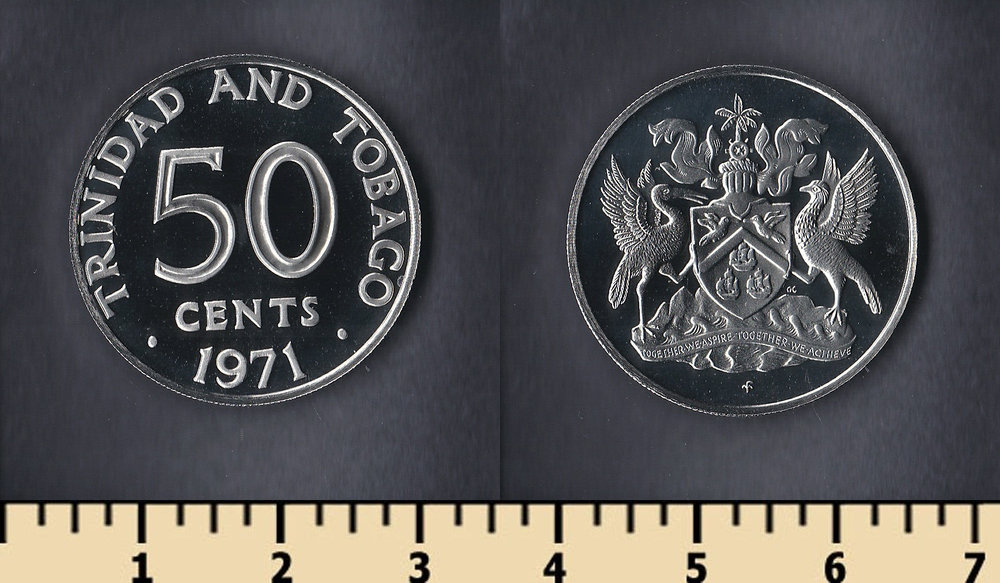 TRINIDAD AND TOBAGO
50
CENTS
• 1971 •
GC
TOGETHER·WE·ASPIRE·TOGETHER·WE·ACHIEVE
1 2 3 4 5 6 7